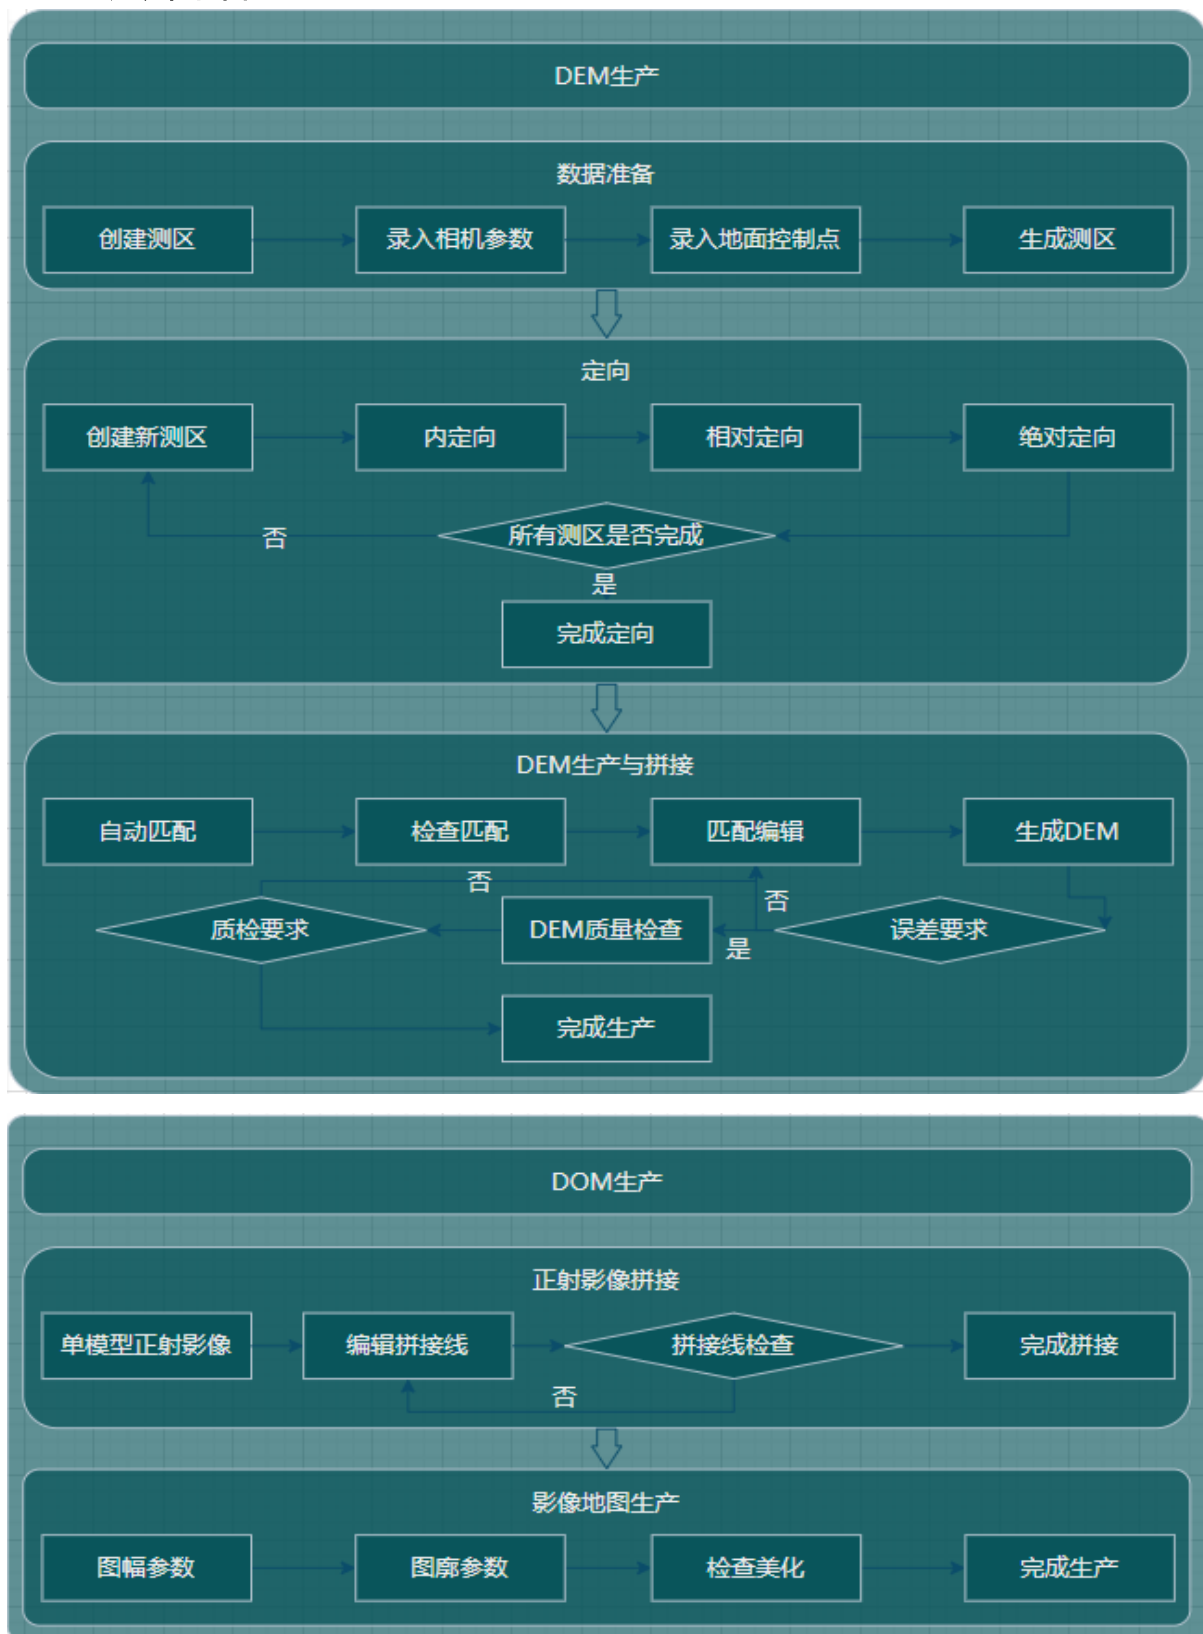 DEM生产
数据准备
创建测区
录入相机参数
录入地面控制点
生成测区
定向
创建新测区
内定向
相对定向
绝对定向
否
所有测区是否完成
是
完成定向
DEM生产与拼接
自动匹配
检查匹配
匹配编辑
生成DEM
否
否
质检要求
DEM质量检查
是
误差要求
完成生产
DOM生产
正射影像拼接
单模型正射影像
编辑拼接线
拼接线检查
完成拼接
否
影像地图生产
图幅参数
图廓参数
检查美化
完成生产